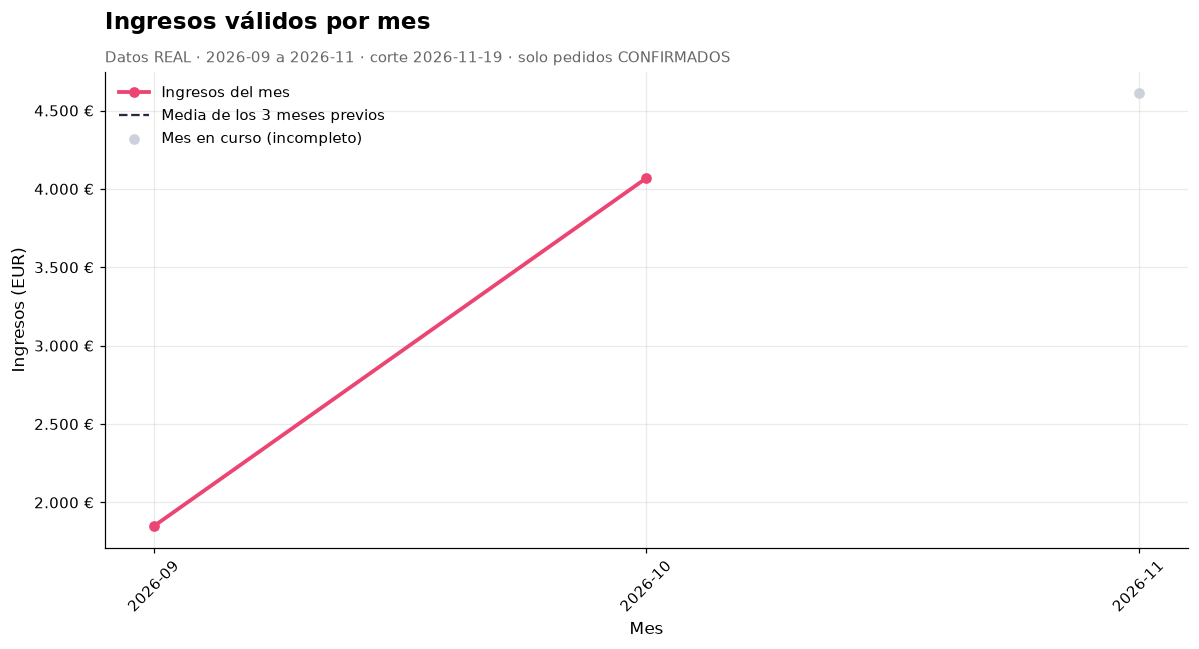 Ingresos válidos por mes
Datos REAL · 2026-09 a 2026-11 · corte 2026-11-19 · solo pedidos CONFIRMADOS
Ingresos del mes
Media de los 3 meses previos
Mes en curso (incompleto)
Ingresos (EUR)
4.500 €
4.000 €
3.500 €
3.000 €
2.500 €
2.000 €
2026-09
2026-10
2026-11
Mes